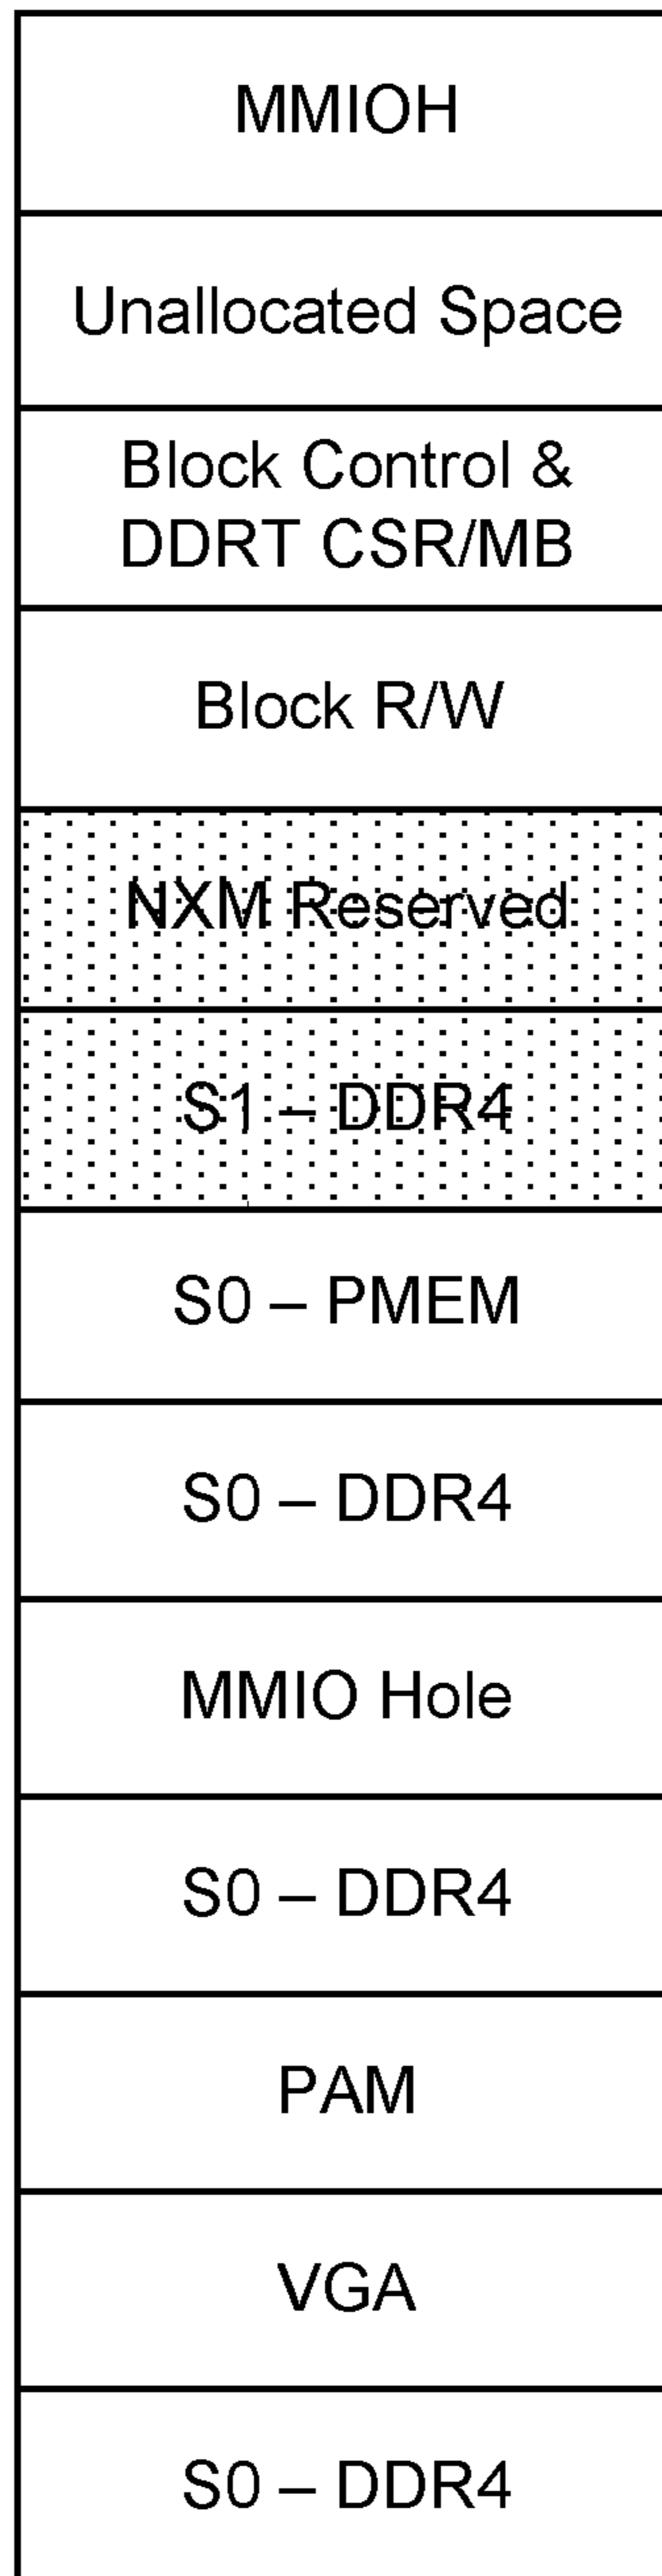 MMIOH
Unallocated Space
Block Control &
DDRT CSR/MB
Block R/W
NXM Reserved
S1 – DDR4
S0 – PMEM
S0 – DDR4
MMIO Hole
S0 – DDR4
PAM
VGA
S0 – DDR4